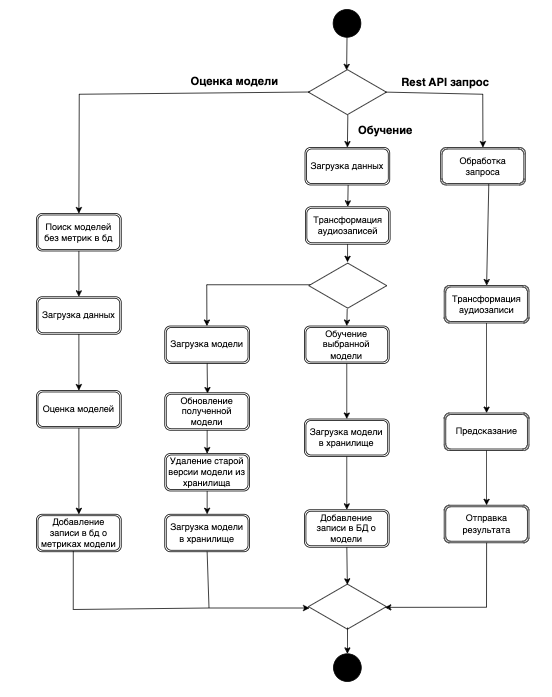 Оценка модели
Rest API запрос
Обучение
Загрузка данных
Обработка
запроса
Трансформация
аудиозаписей
Поиск моделей
без метрик в бд
Загрузка данных
Трансформация
аудиозаписи
Загрузка модели
Обучение
выбранной
модели
Оценка моделей
Обновление
полученной
модели
Загрузка модели
в хранилище
Предсказание
Удаление старой
версии модели из
хранилища
Добавление
записи в бд о
метриках модели
Загрузка модели
в хранилище
Добавление
записи в БД о
модели
Отправка
результата